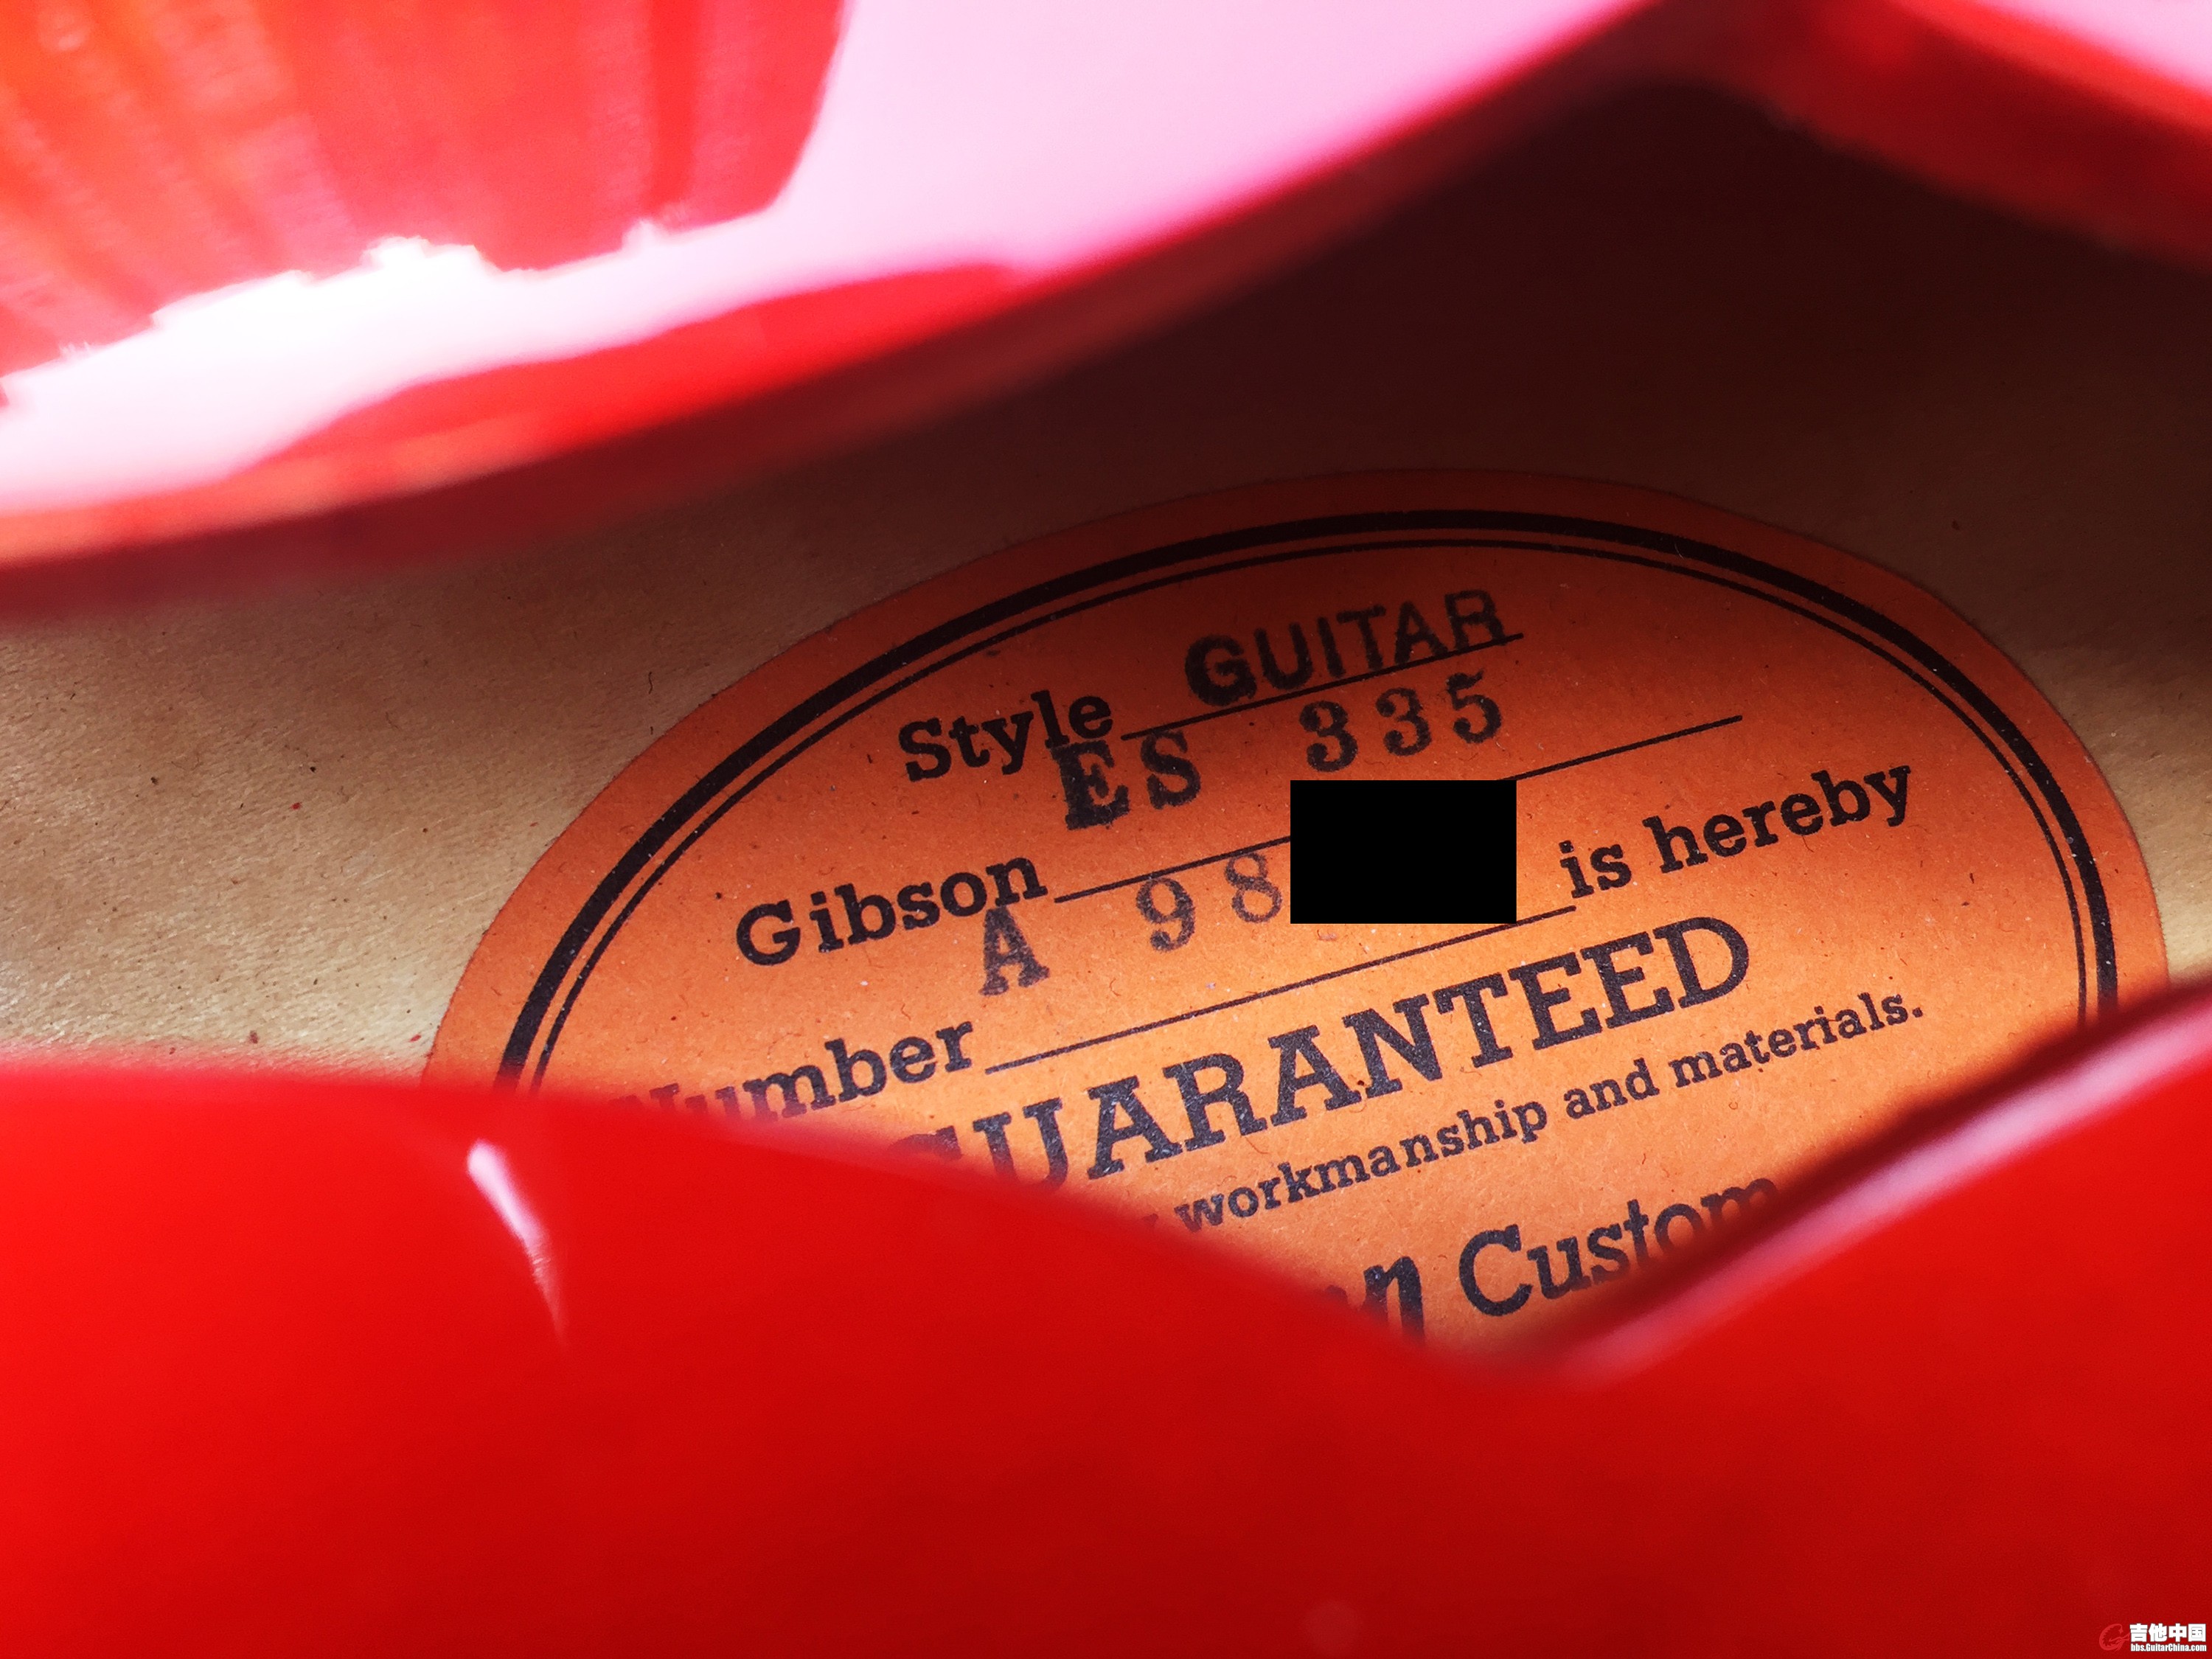 Style GUITAR
ES 335
Gibson
A 98
Number is hereby
GUARANTEED
workmanship and materials.
Custom
吉他中国
bbs.GuitarChina.com